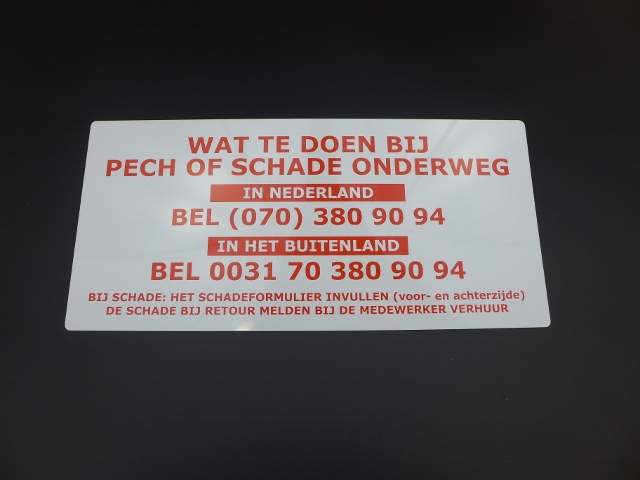 WAT TE DOEN BIJ
PECH OF SCHADE ONDERWEG
IN NEDERLAND
BEL (070) 380 90 94
IN HET BUITENLAND
BEL 0031 70 380 90 94
BIJ SCHADE: HET SCHADEFORMULIER INVULLEN (voor- en achterzijde)
DE SCHADE BIJ RETOUR MELDEN BIJ DE MEDEWERKER VERHUUR